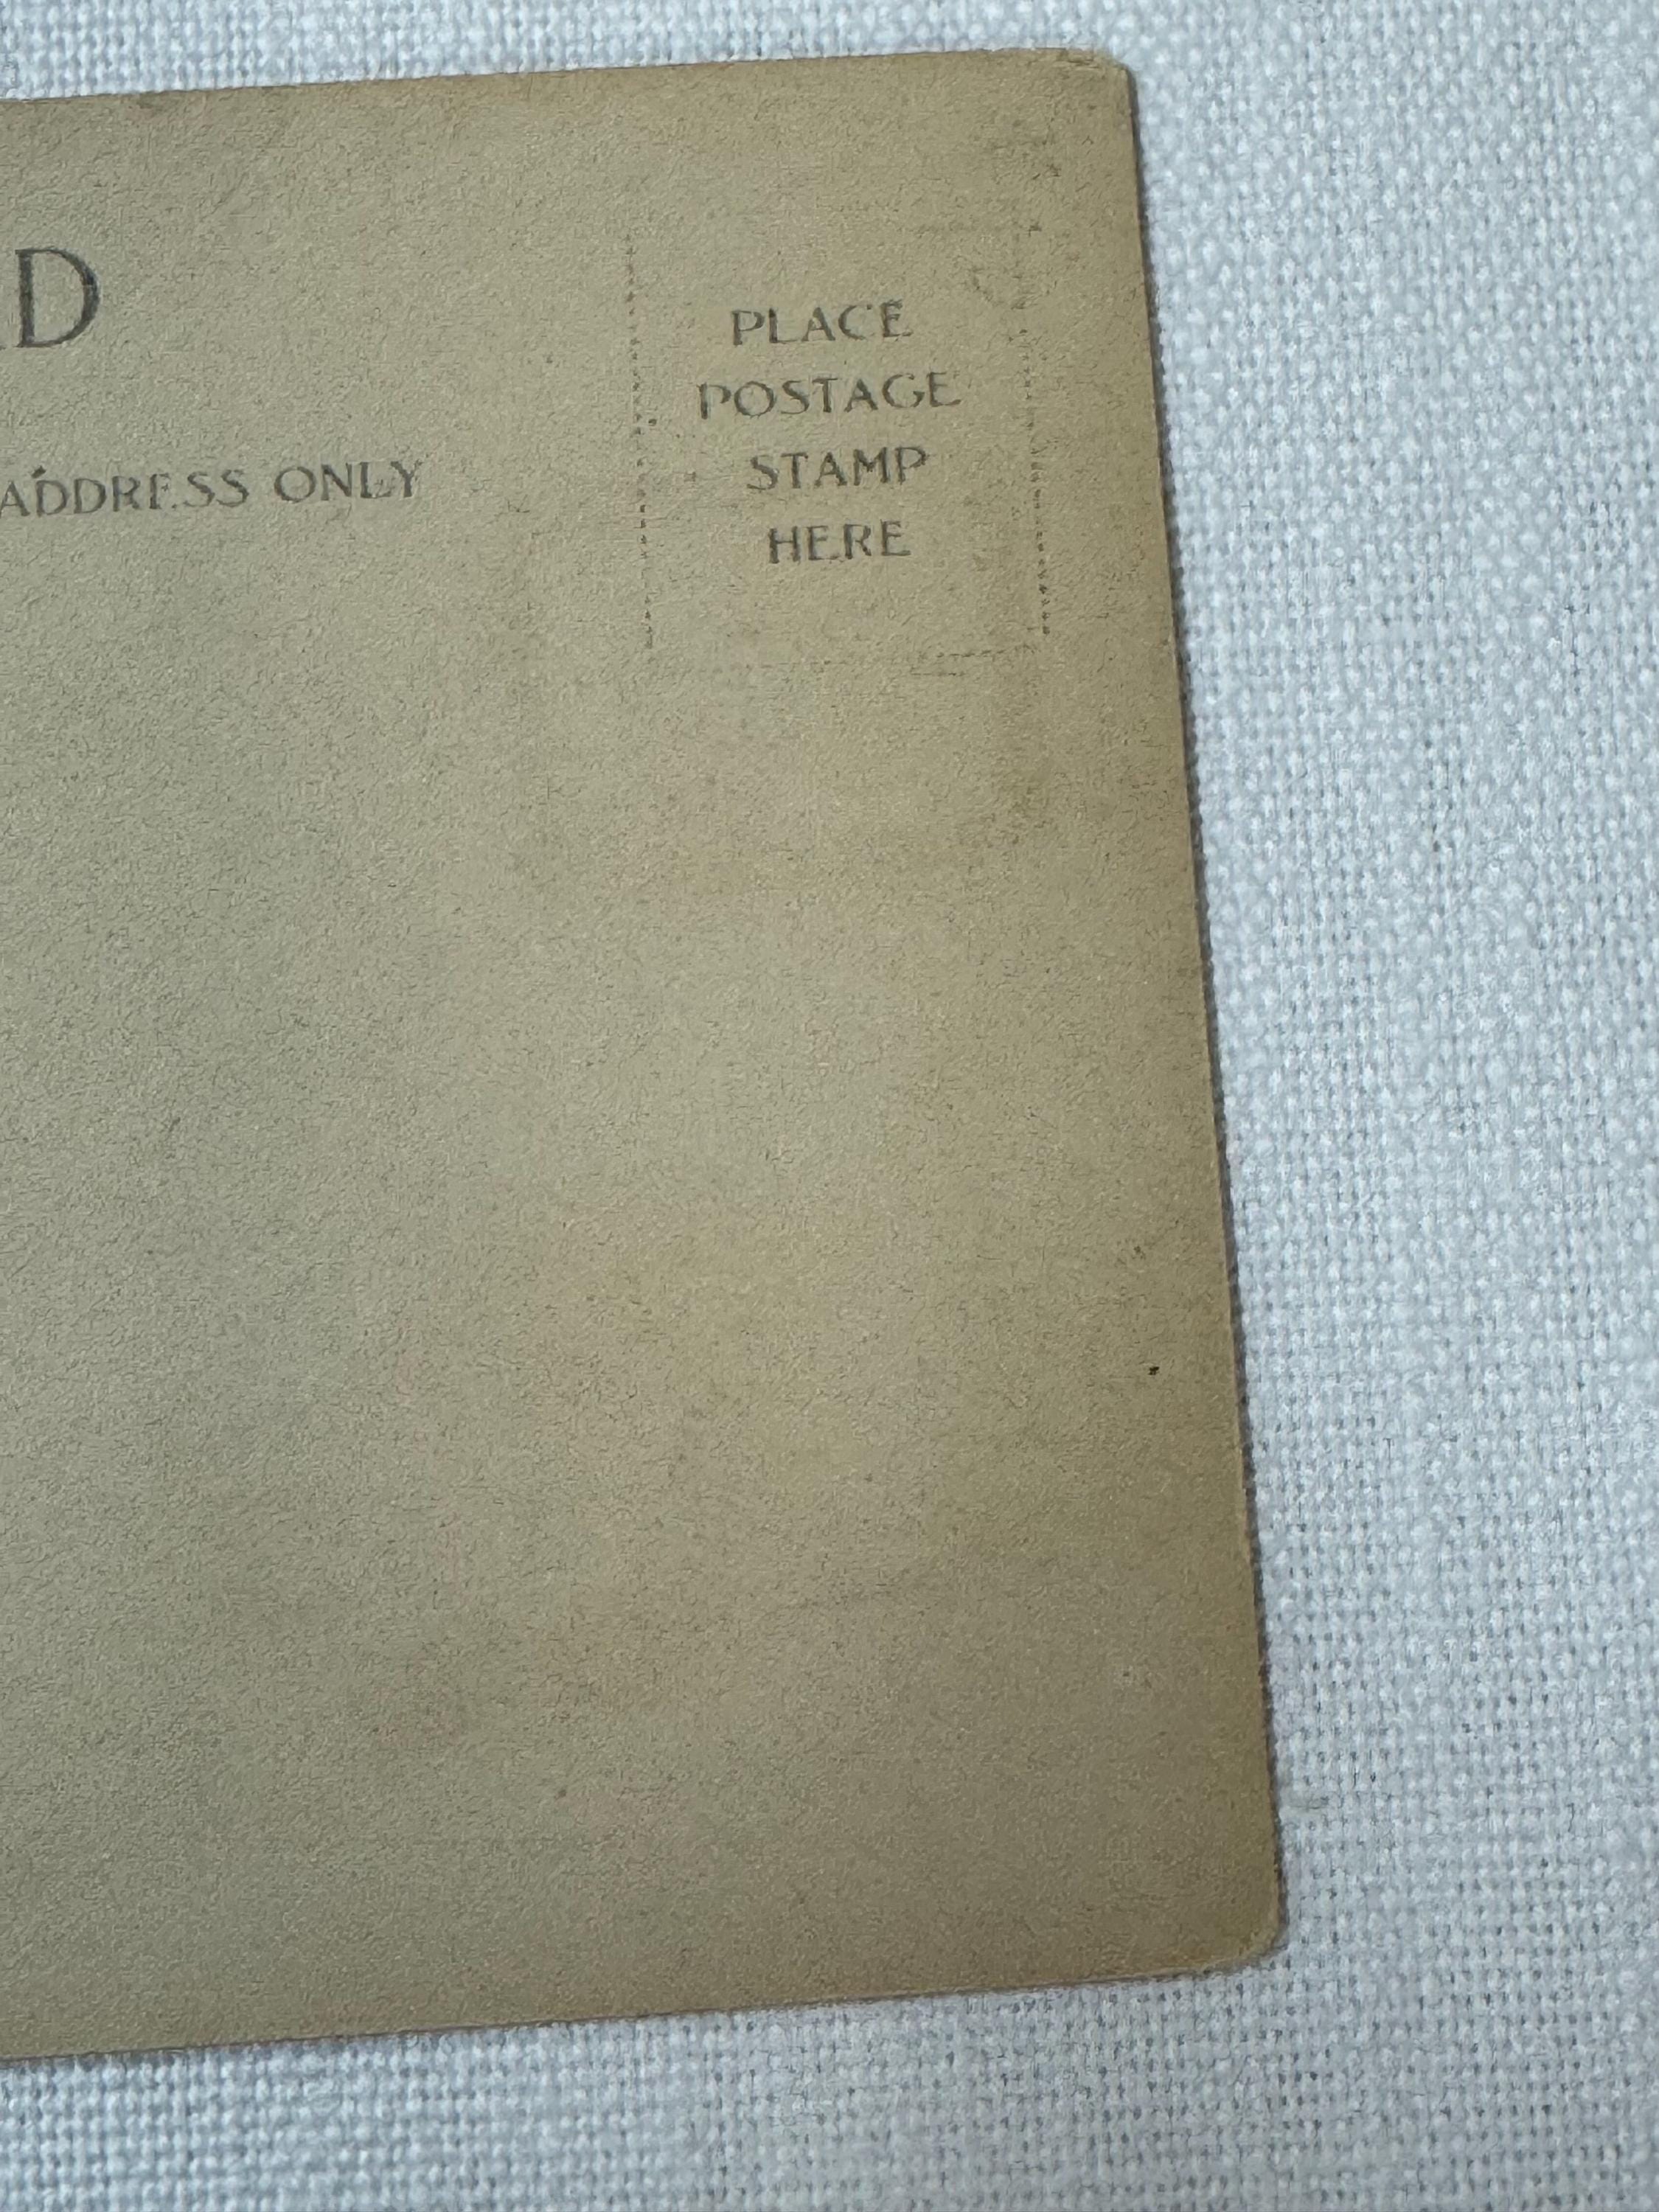 D
ADDRESS ONLY
PLACE
POSTAGE
STAMP
HERE